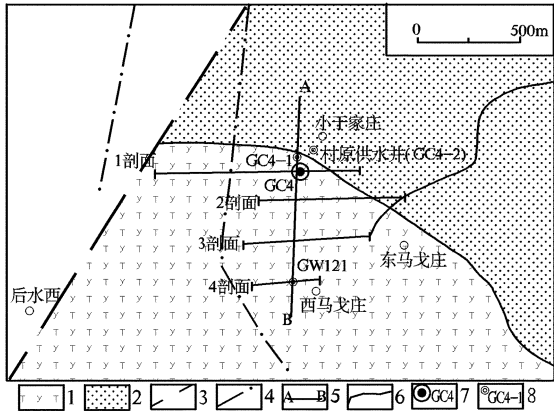 0 500m
A
小于家庄
1剖面
GC4-1
村原供水井(GC4-2)
GC4
2剖面
3剖面
东马戈庄
GW121
后水西
4剖面
西马戈庄
B
1 2 3 4 A B 5 6 GC4 7 GC4-1 8